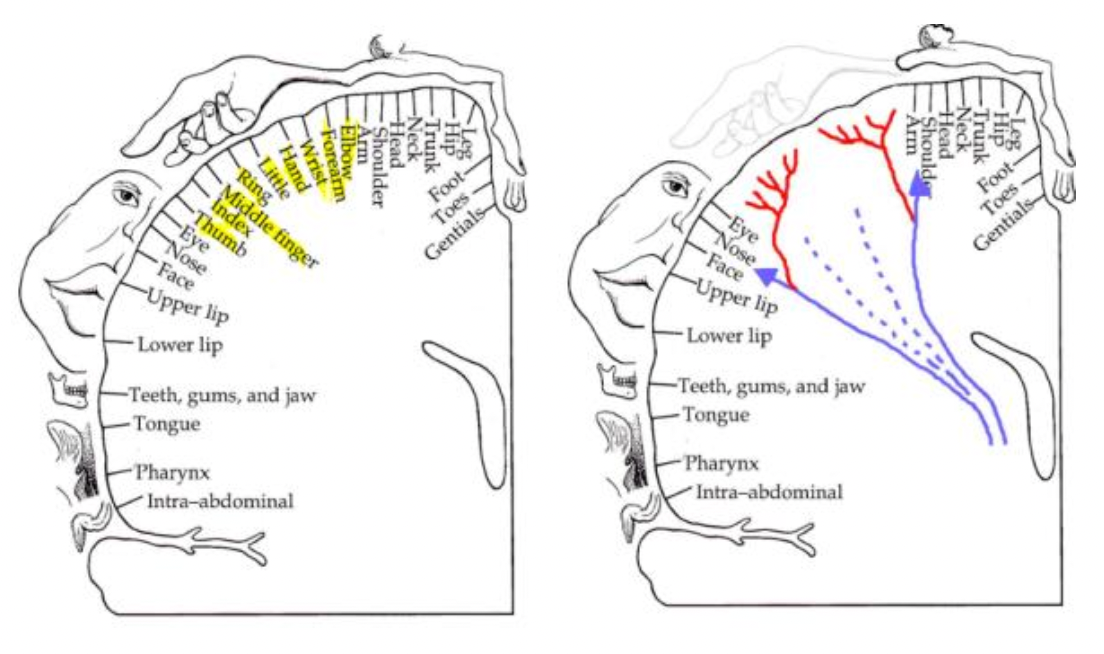 Leg
Hip
Trunk
Neck
Head
Shoulder
Arm
Elbow
Forearm
Wrist
Hand
Little
Ring
Middle finger
Index
Thumb
Eye
Nose
Face
Upper lip
Lower lip
Teeth, gums, and jaw
Tongue
Pharynx
Intra–abdominal
Foot
Toes
Gentials
Leg
Hip
Trunk
Neck
Head
Shoulder
Arm
Foot
Toes
Gentials
Eye
Nose
Face
Upper lip
Lower lip
Teeth, gums, and jaw
Tongue
Pharynx
Intra–abdominal